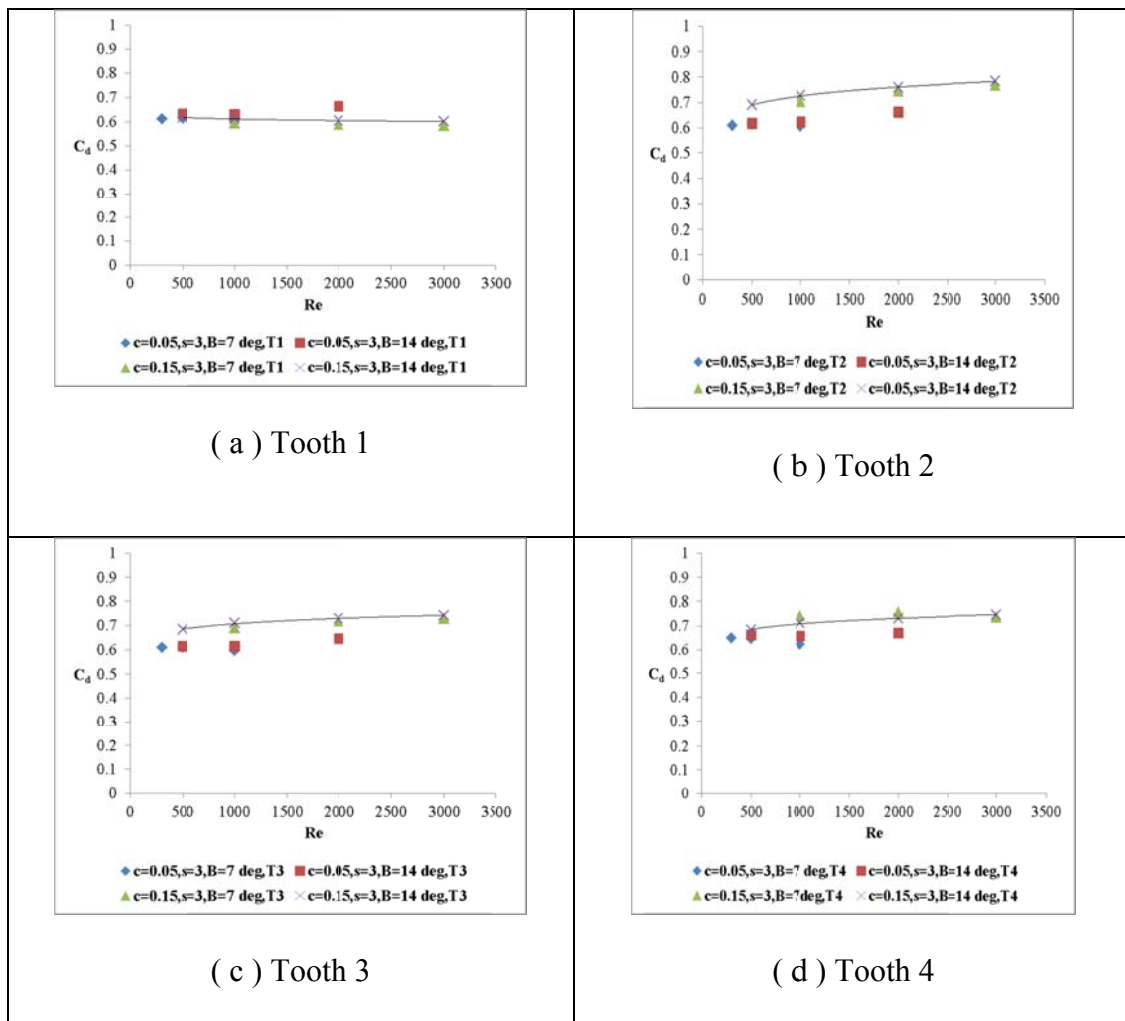 1
0.9
0.8
0.7
0.6
Cd 0.5
0.4
0.3
0.2
0.1
0
0 500 1000 1500 2000 2500 3000 3500
Re
c=0.05,s=3,B=7 deg,T1 c=0.05,s=3,B=14 deg,T1
c=0.15,s=3,B=7 deg,T1 c=0.15,s=3,B=14 deg,T1
( a ) Tooth 1
1
0.9
0.8
0.7
0.6
0.5
Cd
0.4
0.3
0.2
0.1
0
0 500 1000 1500 2000 2500 3000 3500
Re
c=0.05,s=3,B=7 deg,T2 c=0.05,s=3,B=14 deg,T2
c=0.15,s=3,B=7 deg,T2 c=0.05,s=3,B=14 deg,T2
( b ) Tooth 2
1
0.9
0.8
0.7
0.6
Cd 0.5
0.4
0.3
0.2
0.1
0
0 500 1000 1500 2000 2500 3000 3500
Re
c=0.05,s=3,B=7 deg,T3 c=0.05,s=3,B=14 deg,T3
c=0.15,s=3,B=7 deg,T3 c=0.15,s=3,B=14 deg,T3
( c ) Tooth 3
1
0.9
0.8
0.7
0.6
Cd 0.5
0.4
0.3
0.2
0.1
0
0 500 1000 1500 2000 2500 3000 3500
Re
c=0.05,s=3,B=7 deg,T4 c=0.05,s=3,B=14 deg,T4
c=0.15,s=3,B=7deg,T4 c=0.15,s=3,B=14 deg,T4
( d ) Tooth 4